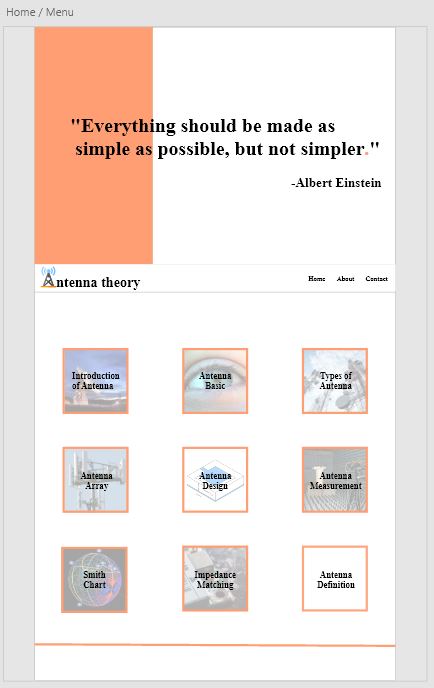 Home / Menu
"Everything should be made as
simple as possible, but not simpler."
-Albert Einstein
ntenna theory
Home About Contact
Introduction
of Antenna
Antenna
Basic
Types of
Antenna
Antenna
Array
Antenna
Design
Antenna
Measurement
Smith
Chart
Impedance
Matching
Antenna
Definition